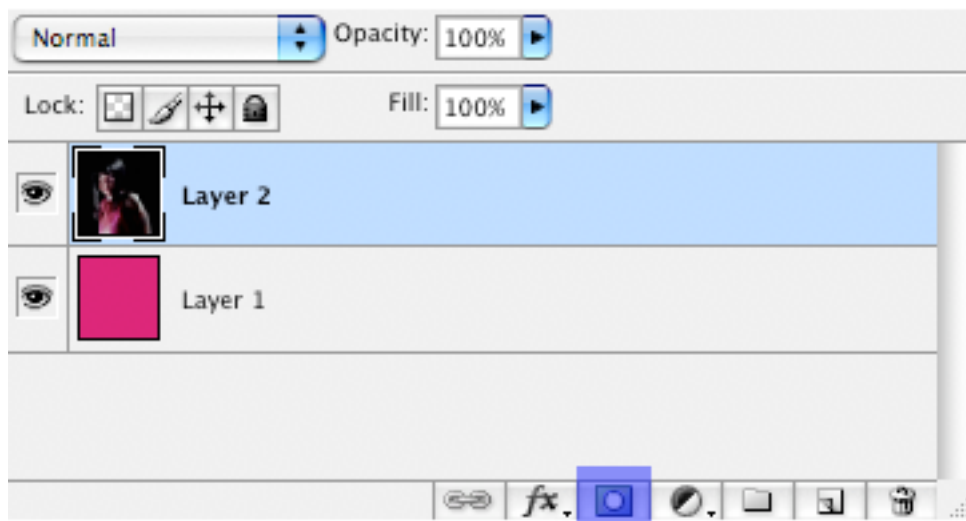 Normal Opacity: 100%
Lock: Fill: 100%
Layer 2
Layer 1
fx.